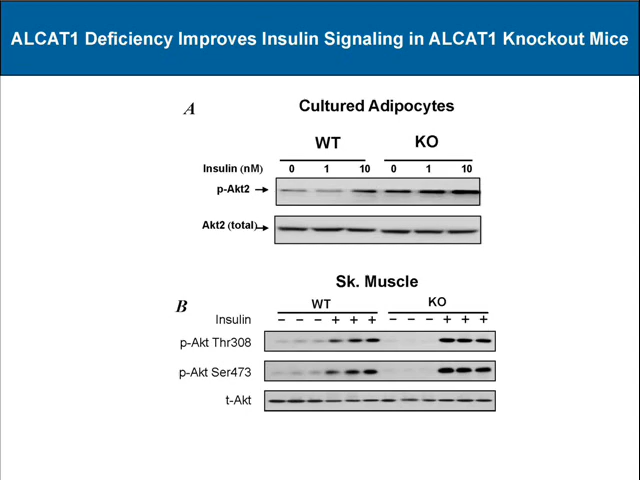 ALCAT1 Deficiency Improves Insulin Signaling in ALCAT1 Knockout Mice
A Cultured Adipocytes
WT KO
Insulin (nM) 0 1 10 0 1 10
p-Akt2
Akt2 (total)
Sk. Muscle
B WT KO
Insulin − − − + + + − − − + + +
p-Akt Thr308
p-Akt Ser473
t-Akt